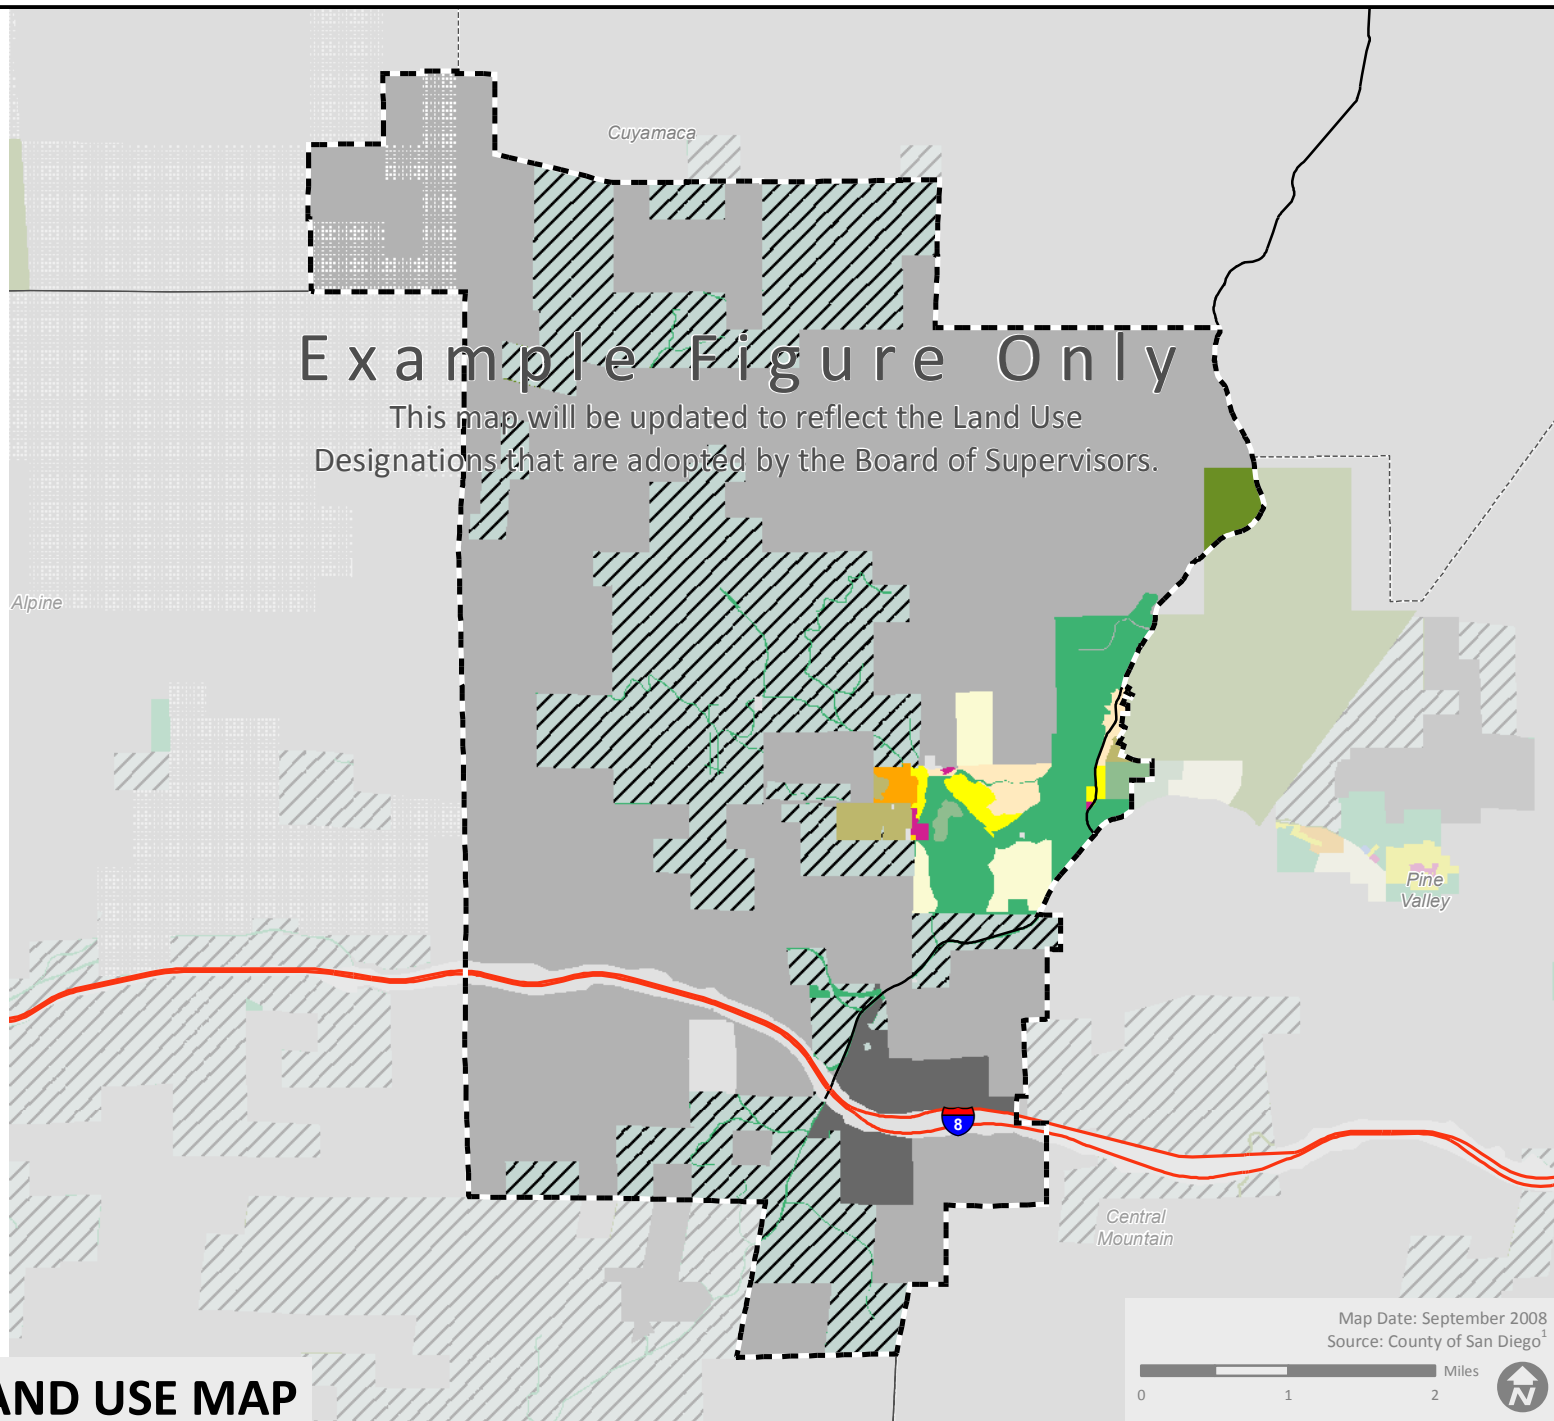 Cuyamaca
Example Figure Only
This map will be updated to reflect the Land Use
Designations that are adopted by the Board of Supervisors.
Alpine
Pine
Valley
8
Central
Mountain
Map Date: September 2008
Source: County of San Diego1
Miles
0 1 2
N
AND USE MAP